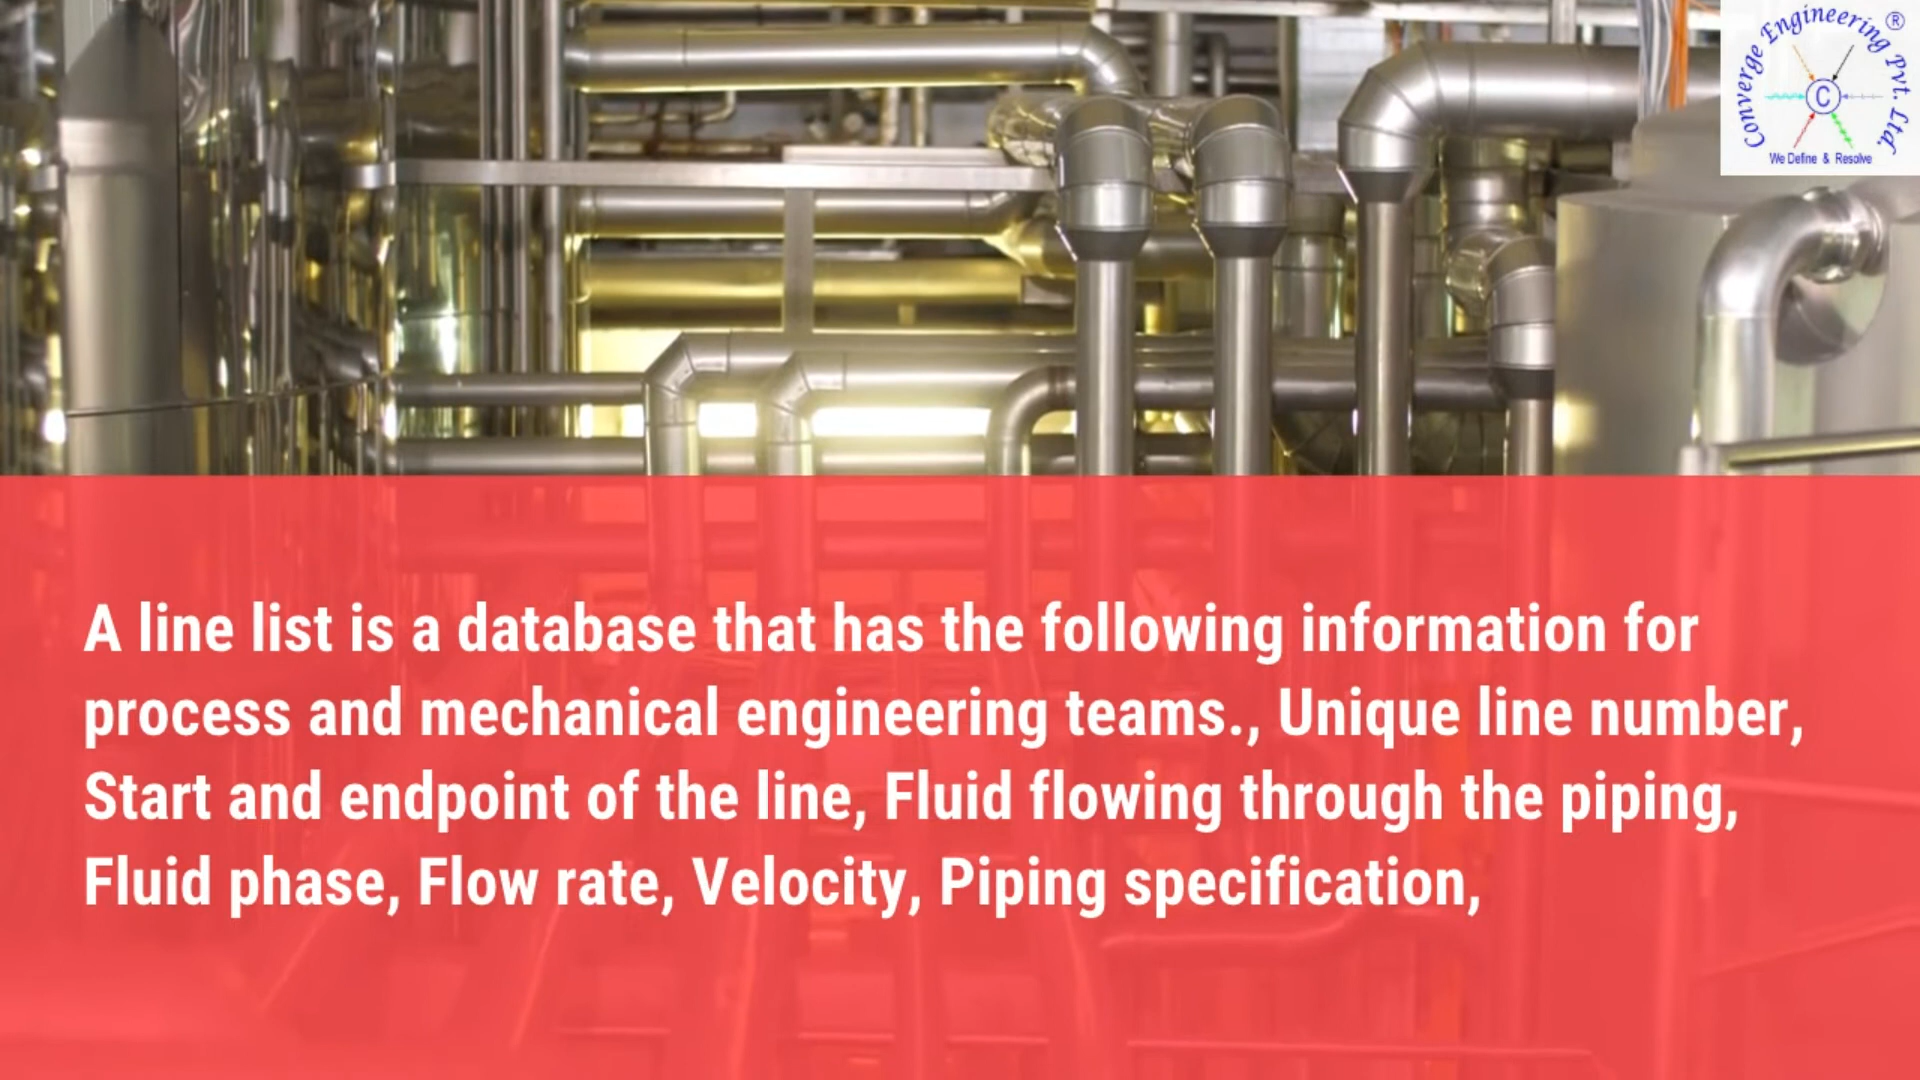 Converge Engineering Pvt. Ltd. ®
C
We Define & Resolve
A line list is a database that has the following information for
process and mechanical engineering teams., Unique line number,
Start and endpoint of the line, Fluid flowing through the piping,
Fluid phase, Flow rate, Velocity, Piping specification,